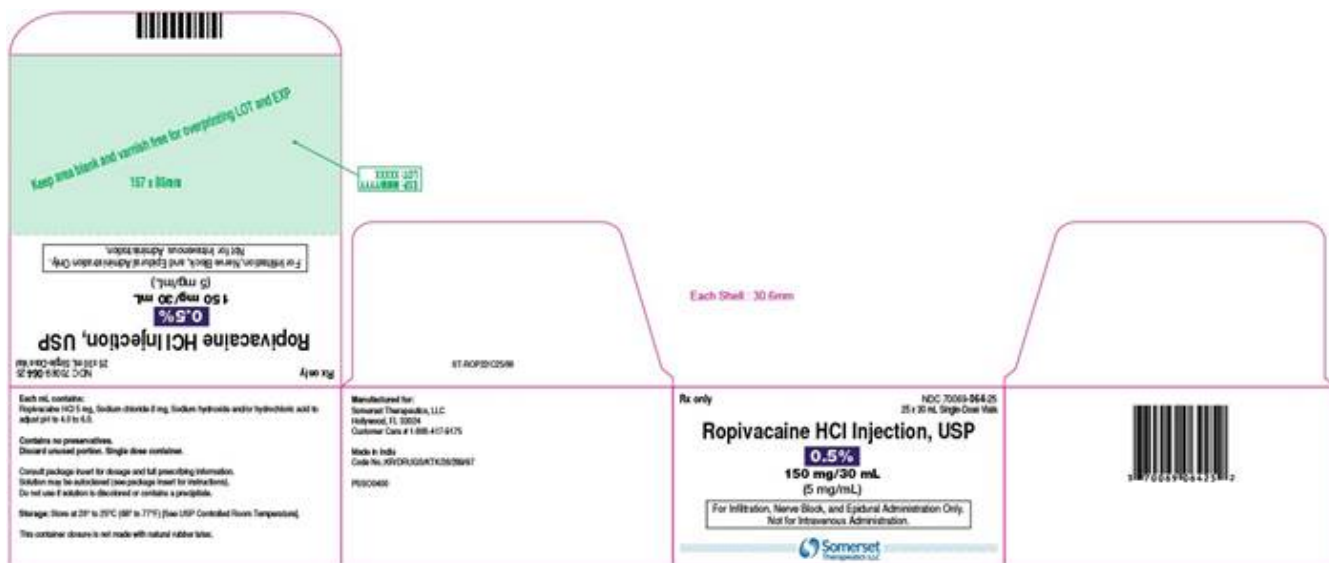 Keep area blank and varnish free for overprinting LOT and EXP
157 x 86mm
LOT: XXXXX
Rx only
25 x 30 mL Single-Dose Vials
Ropivacaine HCl Injection, USP
0.5%
150 mg/30 mL
(5 mg/mL)
For Infiltration, Nerve Block, and Epidural Administration Only.
Not for Intravenous Administration.
Each mL contains:
Ropivacaine HCl 5 mg, Sodium chloride 8 mg, Sodium hydroxide and/or hydrochloric acid to
adjust pH to 4.0 to 6.0.
Contains no preservatives.
Discard unused portion. Single dose container.
Consult package insert for dosage and full prescribing information.
Solution may be autoclaved (see package insert for instructions).
Do not use if solution is discolored or contains a precipitate.
Storage: Store at 20° to 25°C (68° to 77°F) [See USP Controlled Room Temperature].
This container closure is not made with natural rubber latex.
Manufactured for:
Somerset Therapeutics, LLC
Hollywood, FL 33024
Customer Care # 1-800-417-9175
Made in India
Code No.:
Each Shell : 30.6mm
Rx only
NDC 70069-064-25
25 x 30 mL Single-Dose Vials
Ropivacaine HCl Injection, USP
0.5%
150 mg/30 mL
(5 mg/mL)
For Infiltration, Nerve Block, and Epidural Administration Only.
Not for Intravenous Administration.
Somerset
Therapeutics LLC
3 70069 06425 2